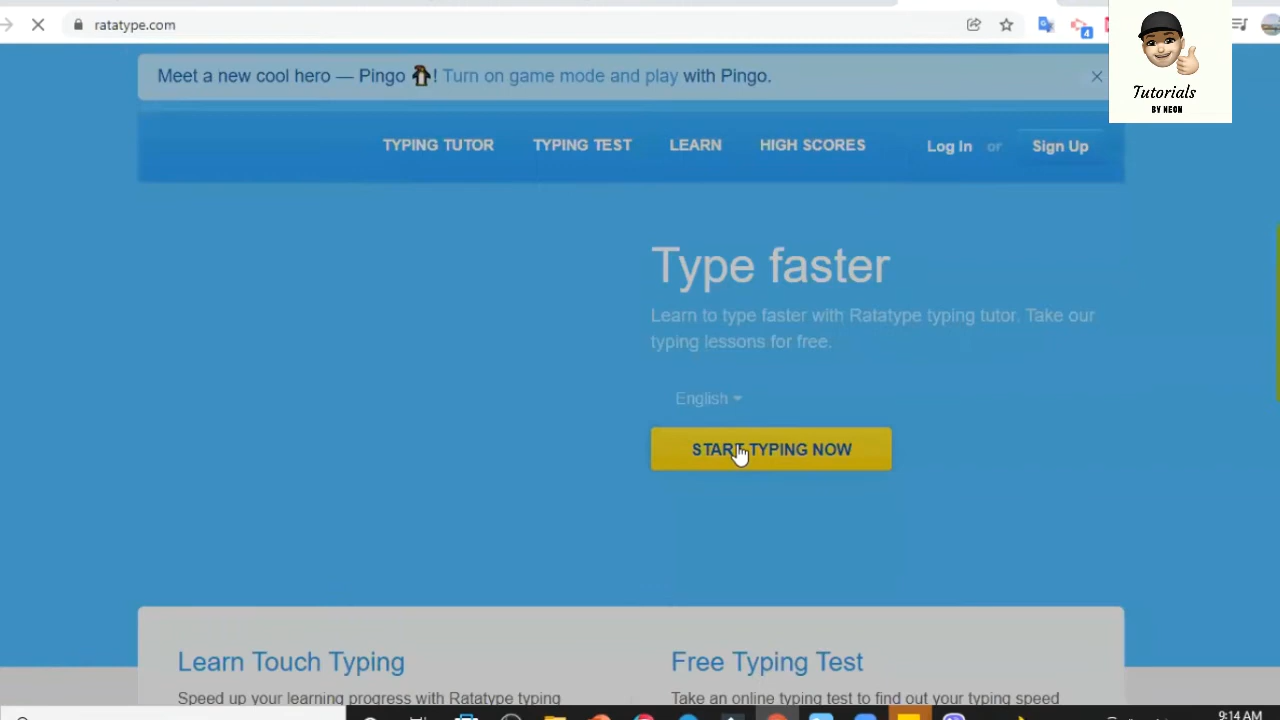 ratatype.com
4
Tutorials
BY NEON
Meet a new cool hero — Pingo 🐧! Turn on game mode and play with Pingo.
TYPING TUTOR TYPING TEST LEARN HIGH SCORES Log In or Sign Up
Type faster
Learn to type faster with Ratatype typing tutor. Take our
typing lessons for free.
English
START TYPING NOW
Learn Touch Typing
Speed up your learning progress with Ratatype typing
Free Typing Test
Take an online typing test to find out your typing speed
9:14 AM